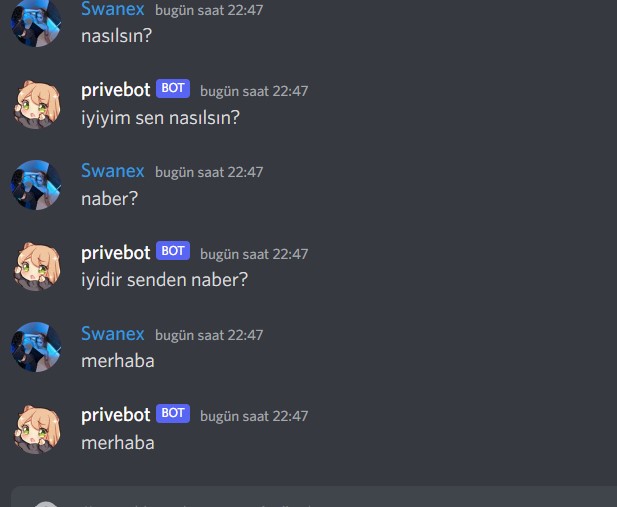 Swanex bugün saat 22:47
nasılsın?
privebot BOT bugün saat 22:47
iyiyim sen nasılsın?
Swanex bugün saat 22:47
naber?
privebot BOT bugün saat 22:47
iyidir senden naber?
Swanex bugün saat 22:47
merhaba
privebot BOT bugün saat 22:47
merhaba